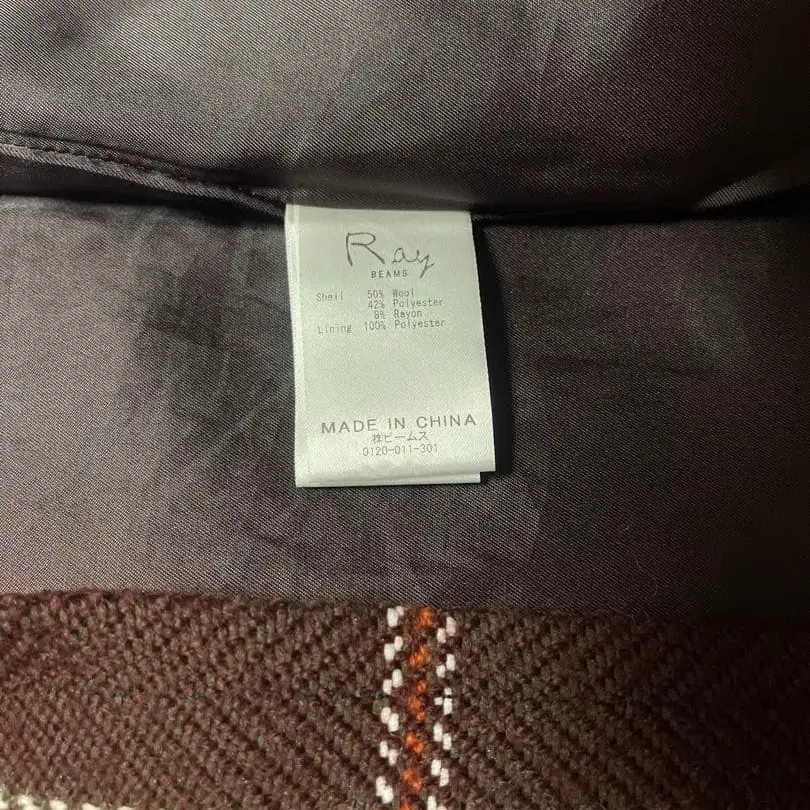 Ray
BEAMS
Shell 50% Wool
42% Polyester
8% Rayon
Lining 100% Polyester
MADE IN CHINA
㈱ビームス
0120-011-301